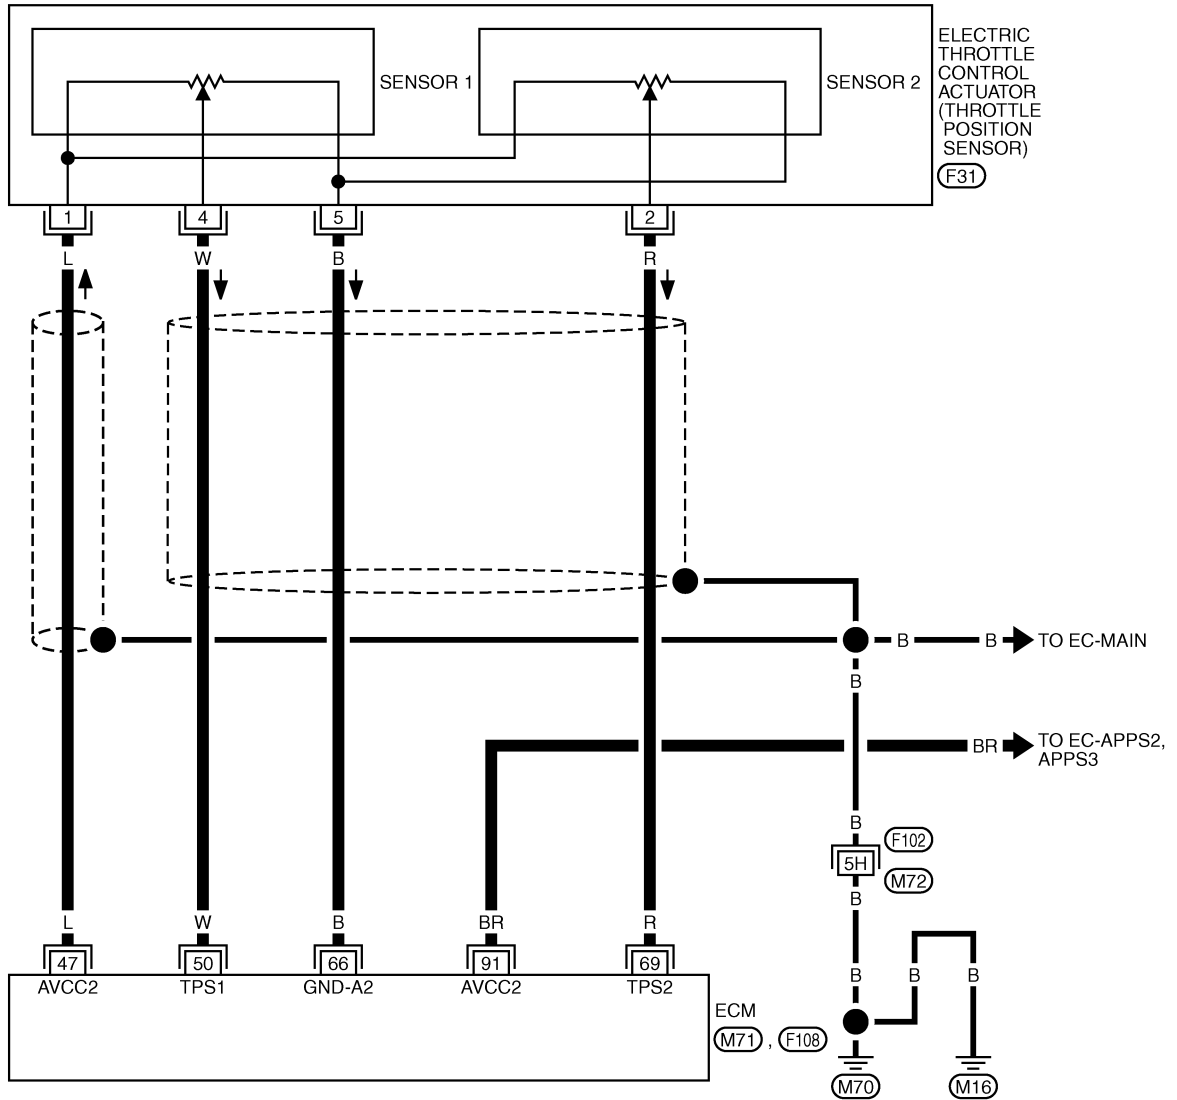 ELECTRIC
THROTTLE
CONTROL
ACTUATOR
(THROTTLE
POSITION
SENSOR)
F31
SENSOR 1
SENSOR 2
1 4 5 2
L W B R
B B TO EC-MAIN
B
BR TO EC-APPS2,
APPS3
B
F102
5H
M72
B
L W B BR R
47 50 66 91 69
AVCC2 TPS1 GND-A2 AVCC2 TPS2
B B B
ECM
M71 , F108
M70 M16